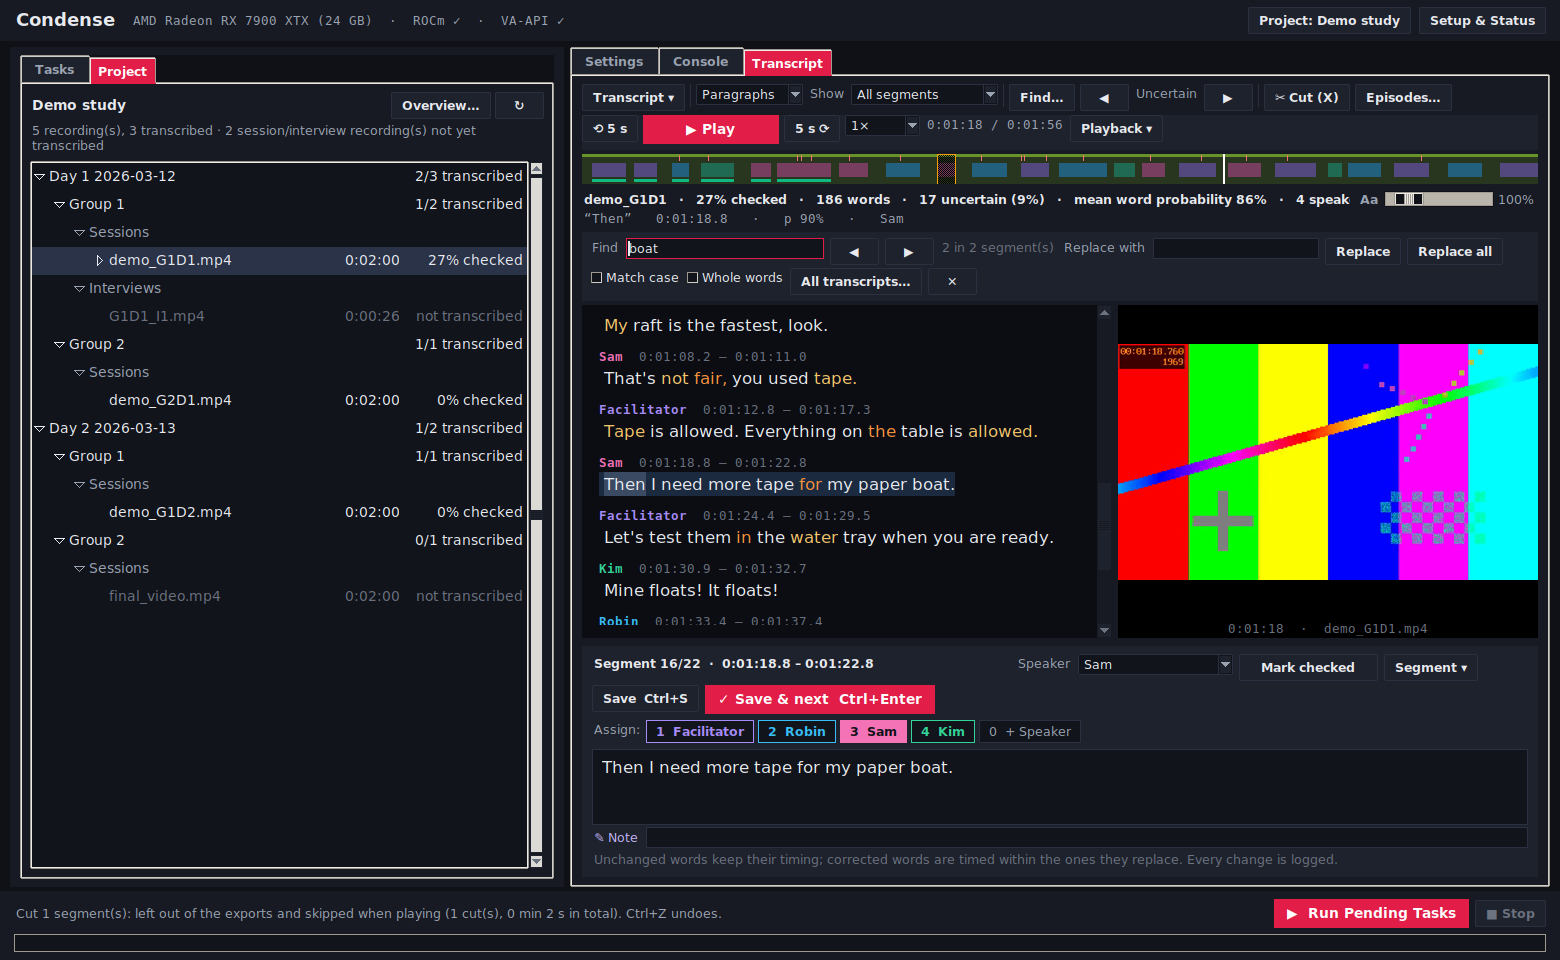 Condense AMD Radeon RX 7900 XTX (24 GB) · ROCm ✓ · VA-API ✓ Project: Demo study Setup & Status
Tasks Project
Demo study Overview... ↻
5 recording(s), 3 transcribed · 2 session/interview recording(s) not yet
transcribed
Day 1 2026-03-12 2/3 transcribed
Group 1 1/2 transcribed
Sessions
demo_G1D1.mp4 0:02:00 27% checked
Interviews
G1D1_I1.mp4 0:00:26 not transcribed
Group 2 1/1 transcribed
Sessions
demo_G2D1.mp4 0:02:00 0% checked
Day 2 2026-03-13 1/2 transcribed
Group 1 1/1 transcribed
Sessions
demo_G1D2.mp4 0:02:00 0% checked
Group 2 0/1 transcribed
Sessions
final_video.mp4 0:02:00 not transcribed
Settings Console Transcript
Transcript ▾ Paragraphs Show All segments Find... ◀ Uncertain ▶ ✂ Cut (X) Episodes...
⟲ 5 s ▶ Play 5 s ⟳ 1× 0:01:18 / 0:01:56 Playback ▾
demo_G1D1 · 27% checked · 186 words · 17 uncertain (9%) · mean word probability 86% · 4 speak Aa 100%
“Then” 0:01:18.8 · p 90% · Sam
Find boat ◀ ▶ 2 in 2 segment(s) Replace with Replace Replace all
Match case Whole words All transcripts... ✕
My raft is the fastest, look.
Sam 0:01:08.2 — 0:01:11.0
That's not fair, you used tape.
Facilitator 0:01:12.8 — 0:01:17.3
Tape is allowed. Everything on the table is allowed.
Sam 0:01:18.8 — 0:01:22.8
Then I need more tape for my paper boat.
Facilitator 0:01:24.4 — 0:01:29.5
Let's test them in the water tray when you are ready.
Kim 0:01:30.9 — 0:01:32.7
Mine floats! It floats!
Robin 0:01:33.4 — 0:01:37.4
00:01:18.760
1969
0:01:18 · demo_G1D1.mp4
Segment 16/22 · 0:01:18.8 – 0:01:22.8 Speaker Sam Mark checked Segment ▾
Save Ctrl+S ✓ Save & next Ctrl+Enter
Assign: 1 Facilitator 2 Robin 3 Sam 4 Kim 0 + Speaker
Then I need more tape for my paper boat.
✎ Note
Unchanged words keep their timing; corrected words are timed within the ones they replace. Every change is logged.
Cut 1 segment(s): left out of the exports and skipped when playing (1 cut(s), 0 min 2 s in total). Ctrl+Z undoes. ▶ Run Pending Tasks ■ Stop